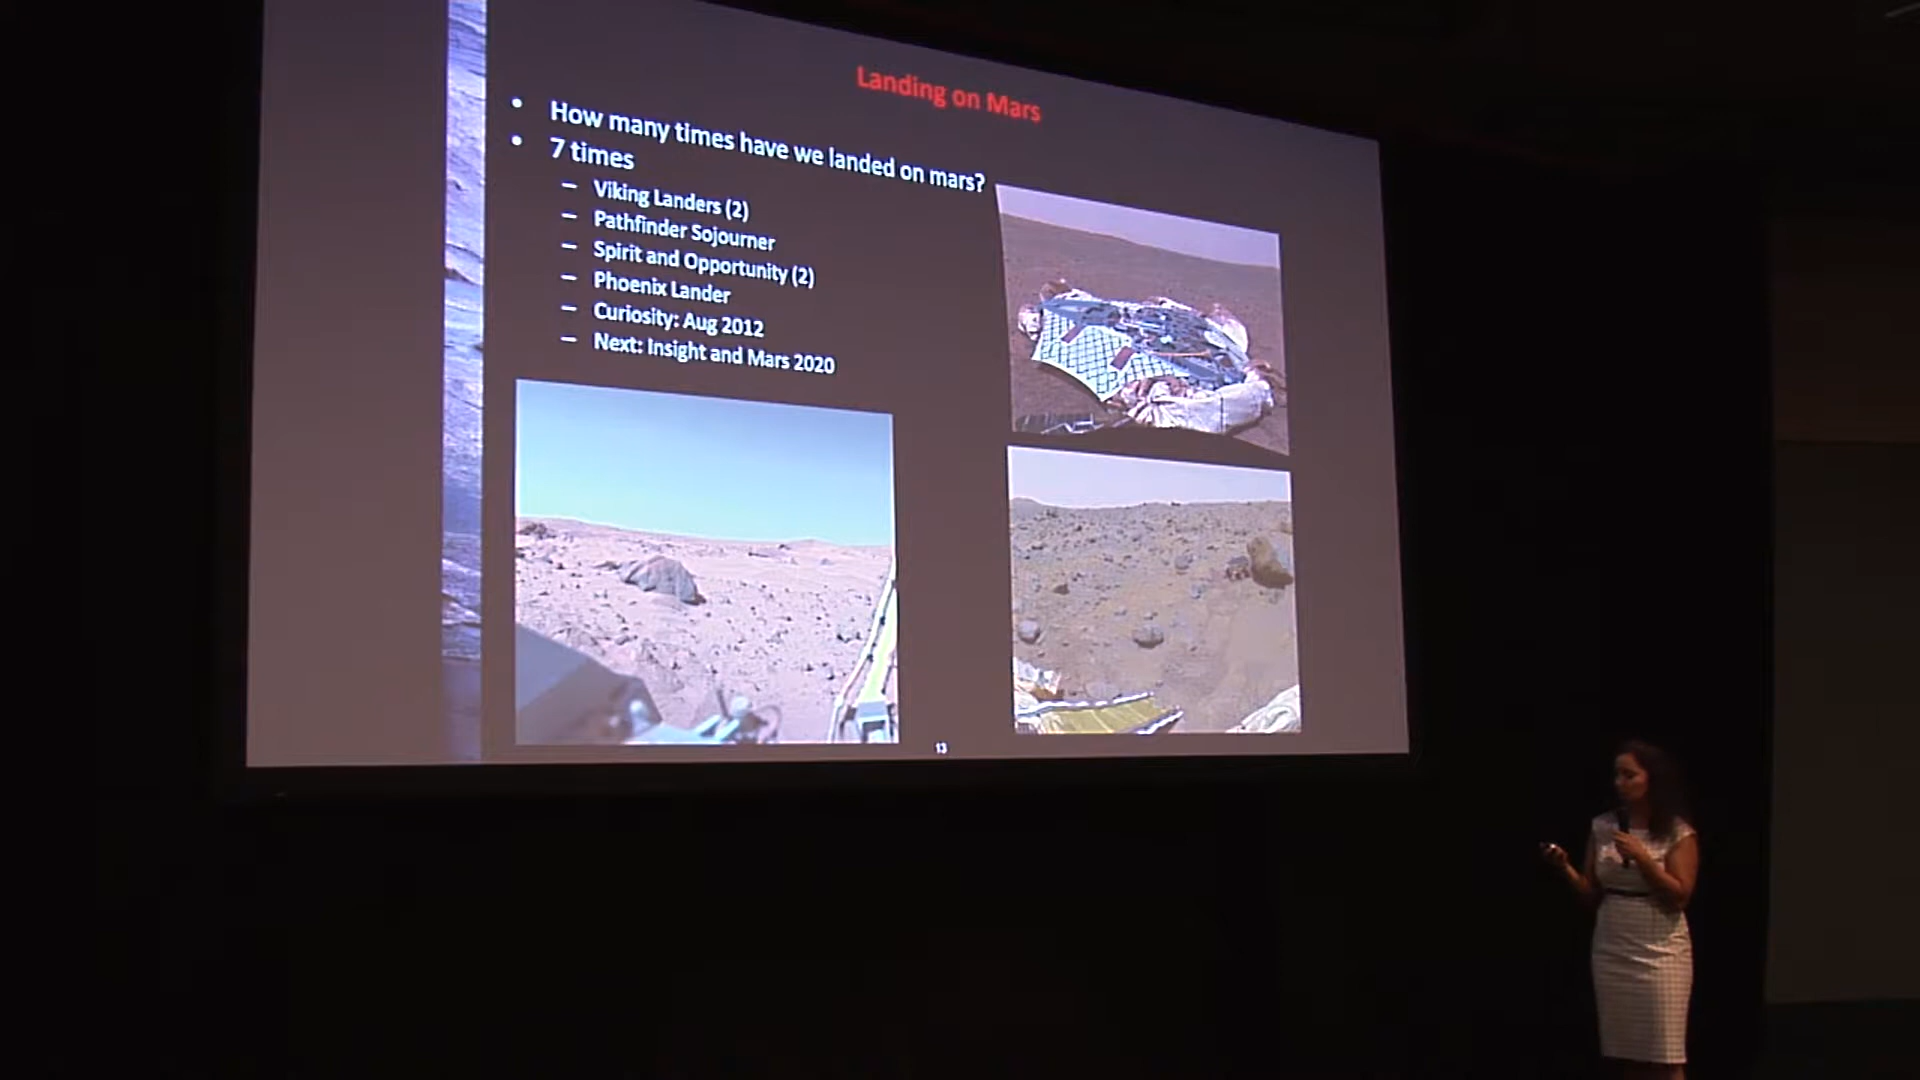 Landing on Mars
• How many times have we landed on mars?
• 7 times
– Viking Landers (2)
– Pathfinder Sojourner
– Spirit and Opportunity (2)
– Phoenix Lander
– Curiosity: Aug 2012
– Next: Insight and Mars 2020
13